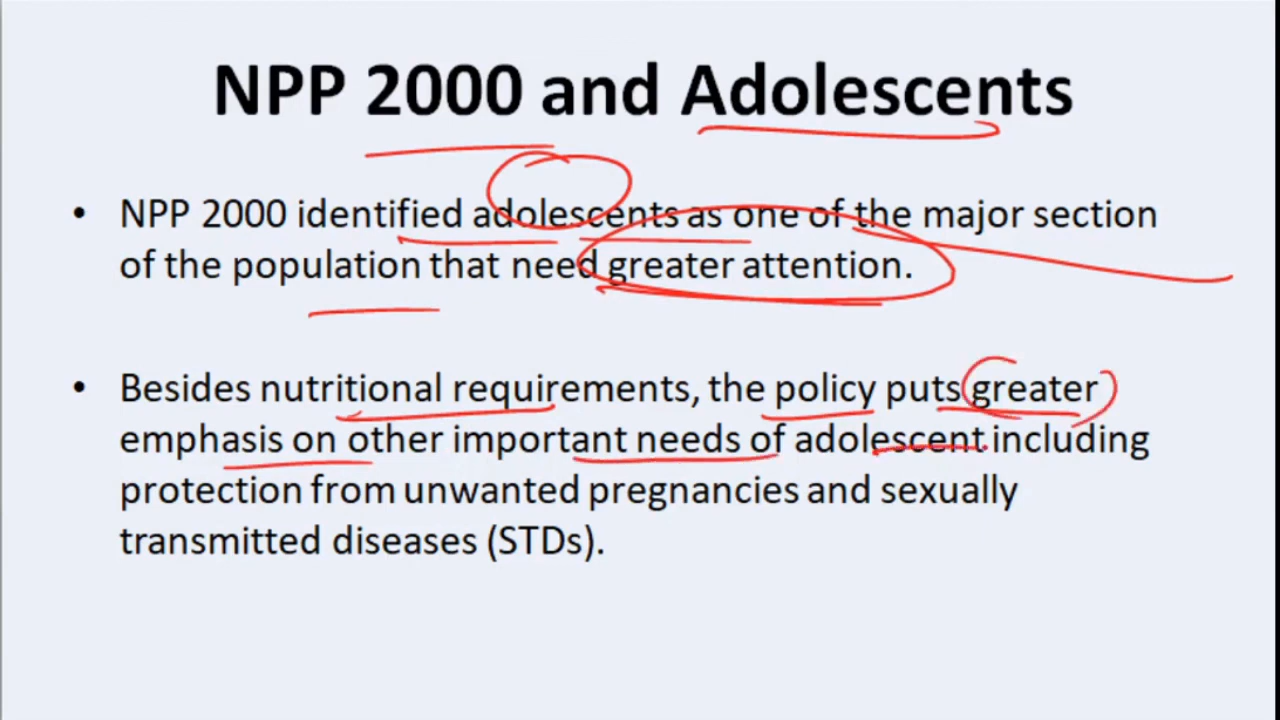 NPP 2000 and Adolescents
• NPP 2000 identified adolescents as one of the major section
of the population that need greater attention.
• Besides nutritional requirements, the policy puts greater
emphasis on other important needs of adolescent including
protection from unwanted pregnancies and sexually
transmitted diseases (STDs).